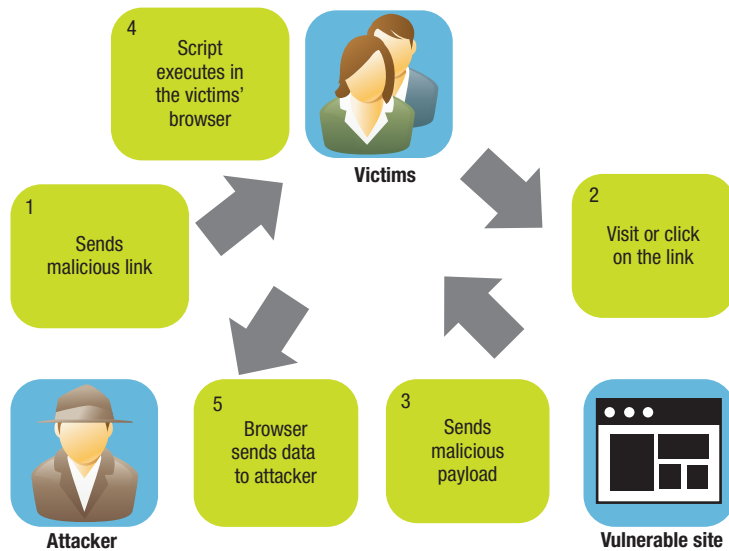 4
Script
executes in
the victims'
browser
Victims
1
Sends
malicious link
2
Visit or click
on the link
5
Browser
sends data
to attacker
3
Sends
malicious
payload
Attacker
Vulnerable site